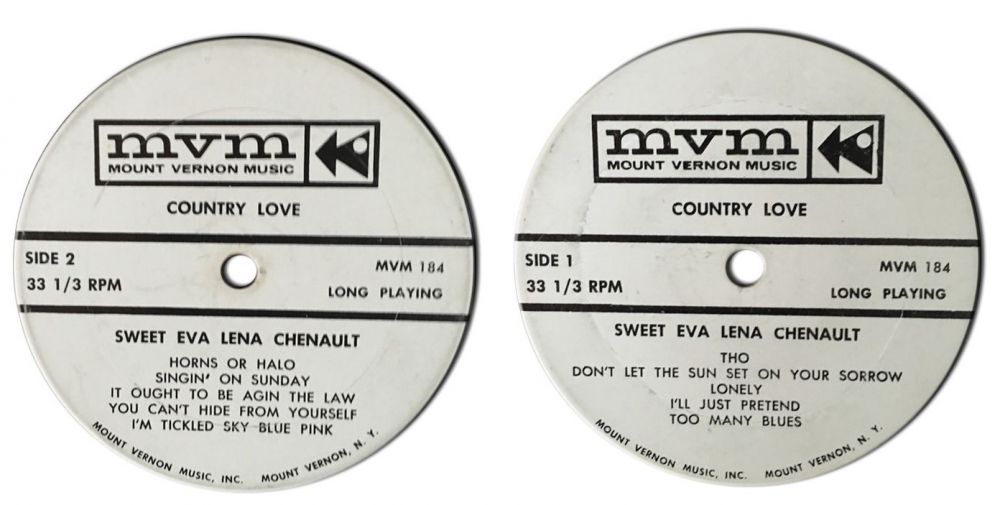 mvm
MOUNT VERNON MUSIC
COUNTRY LOVE
SIDE 2
33 1/3 RPM
MVM 184
LONG PLAYING
SWEET EVA LENA CHENAULT
HORNS OR HALO
SINGIN' ON SUNDAY
IT OUGHT TO BE AGIN THE LAW
YOU CAN'T HIDE FROM YOURSELF
I'M TICKLED SKY BLUE PINK
MOUNT VERNON MUSIC, INC. MOUNT VERNON, N. Y.
mvm
MOUNT VERNON MUSIC
COUNTRY LOVE
SIDE 1
33 1/3 RPM
MVM 184
LONG PLAYING
SWEET EVA LENA CHENAULT
THO
DON'T LET THE SUN SET ON YOUR SORROW
LONELY
I'LL JUST PRETEND
TOO MANY BLUES
MOUNT VERNON MUSIC, INC. MOUNT VERNON, N. Y.